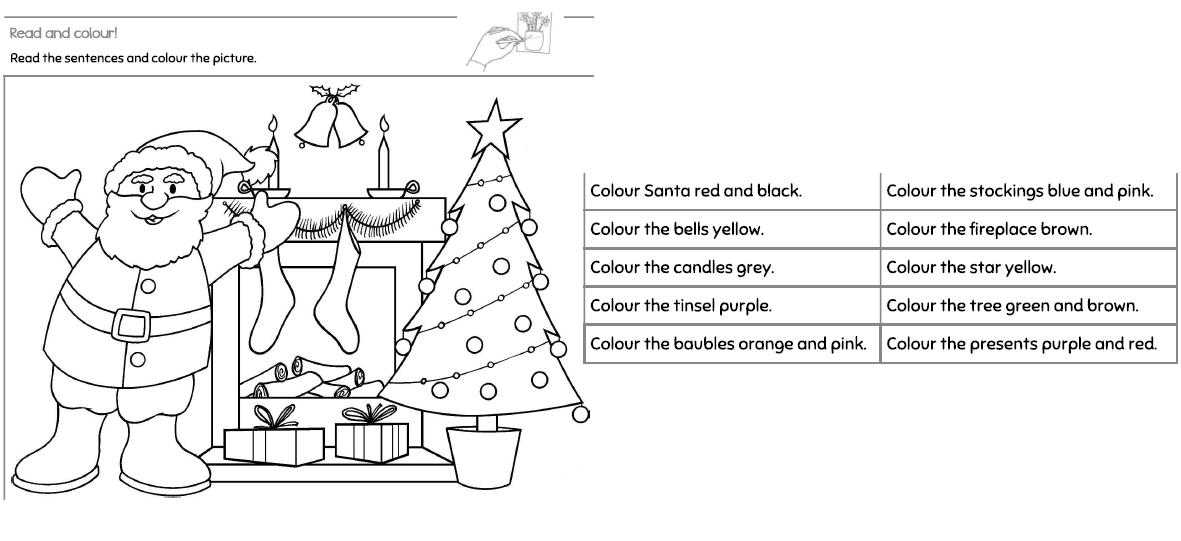 Read and colour!
Read the sentences and colour the picture.
Colour Santa red and black.
Colour the stockings blue and pink.
Colour the bells yellow.
Colour the fireplace brown.
Colour the candles grey.
Colour the star yellow.
Colour the tinsel purple.
Colour the tree green and brown.
Colour the baubles orange and pink.
Colour the presents purple and red.